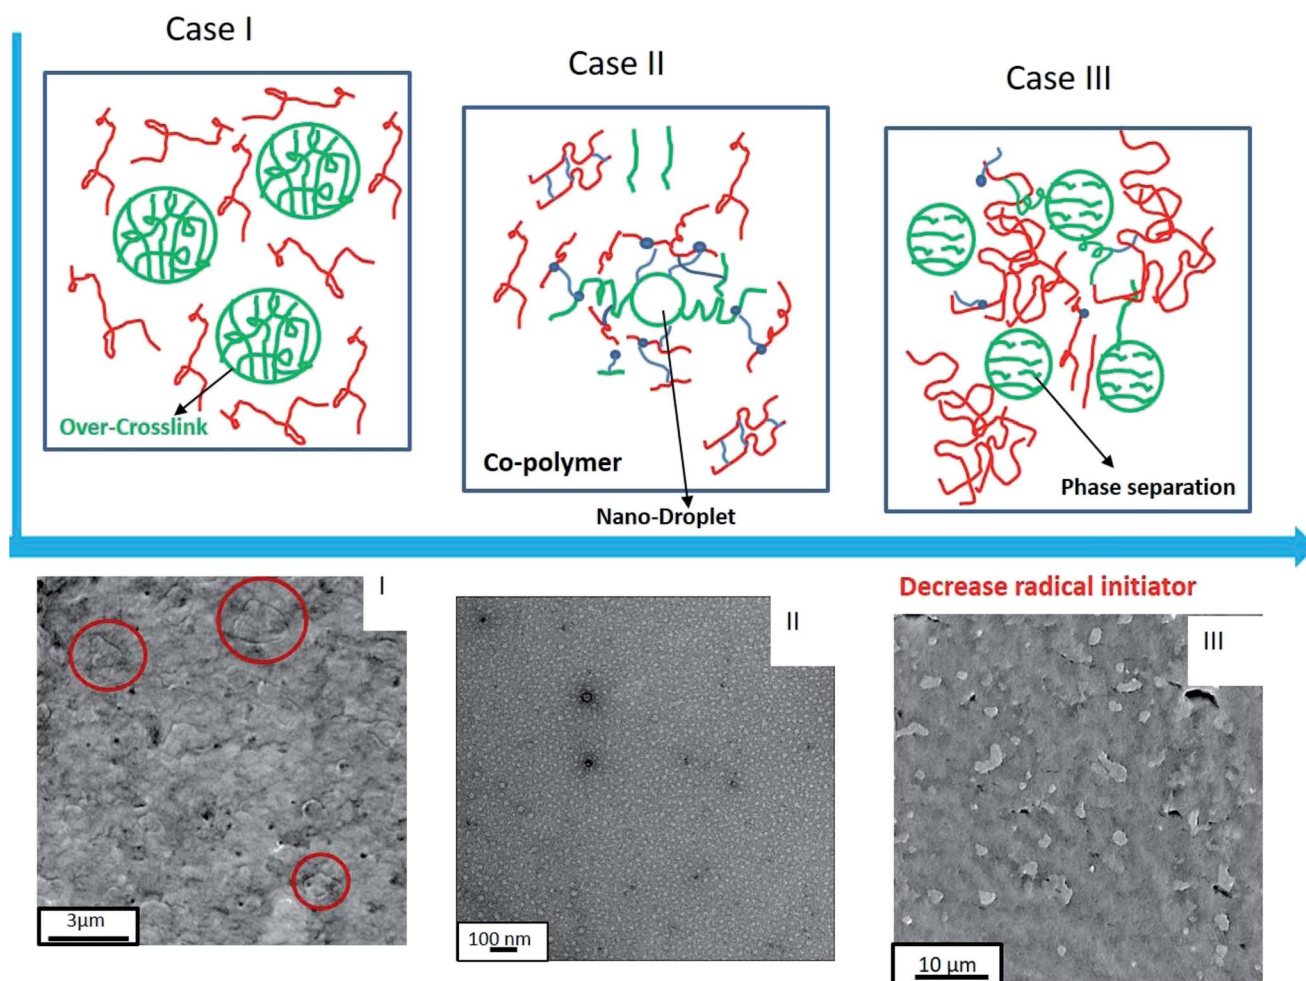 Case I
Case II
Case III
Over-Crosslink
Co-polymer
Nano-Droplet
Phase separation
Decrease radical initiator
I
II
III
3µm
100 nm
10 µm